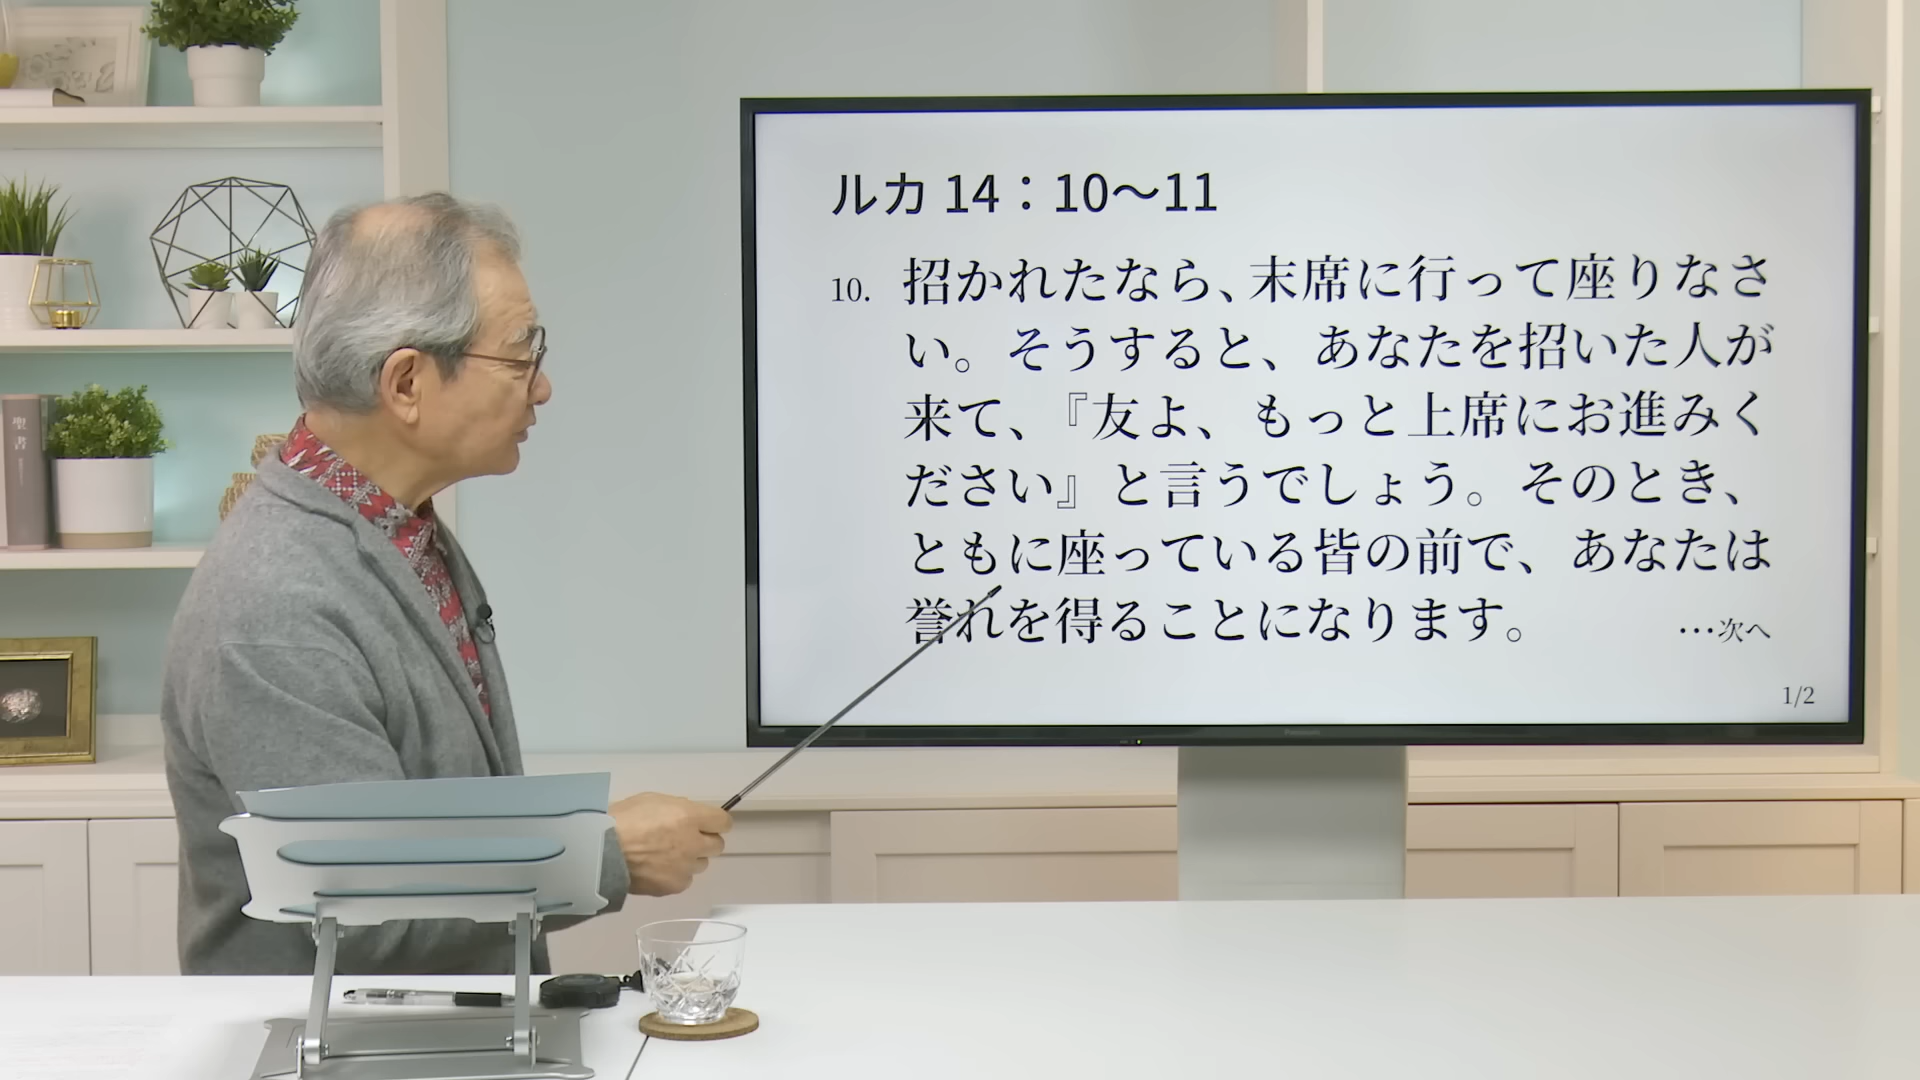 ルカ 14：10〜11
10. 招かれたなら、末席に行って座りなさ
い。そうすると、あなたを招いた人が
来て、『友よ、もっと上席にお進みく
ださい』と言うでしょう。そのとき、
ともに座っている皆の前で、あなたは
誉れを得ることになります。 …次へ
1/2
聖書
Panasonic